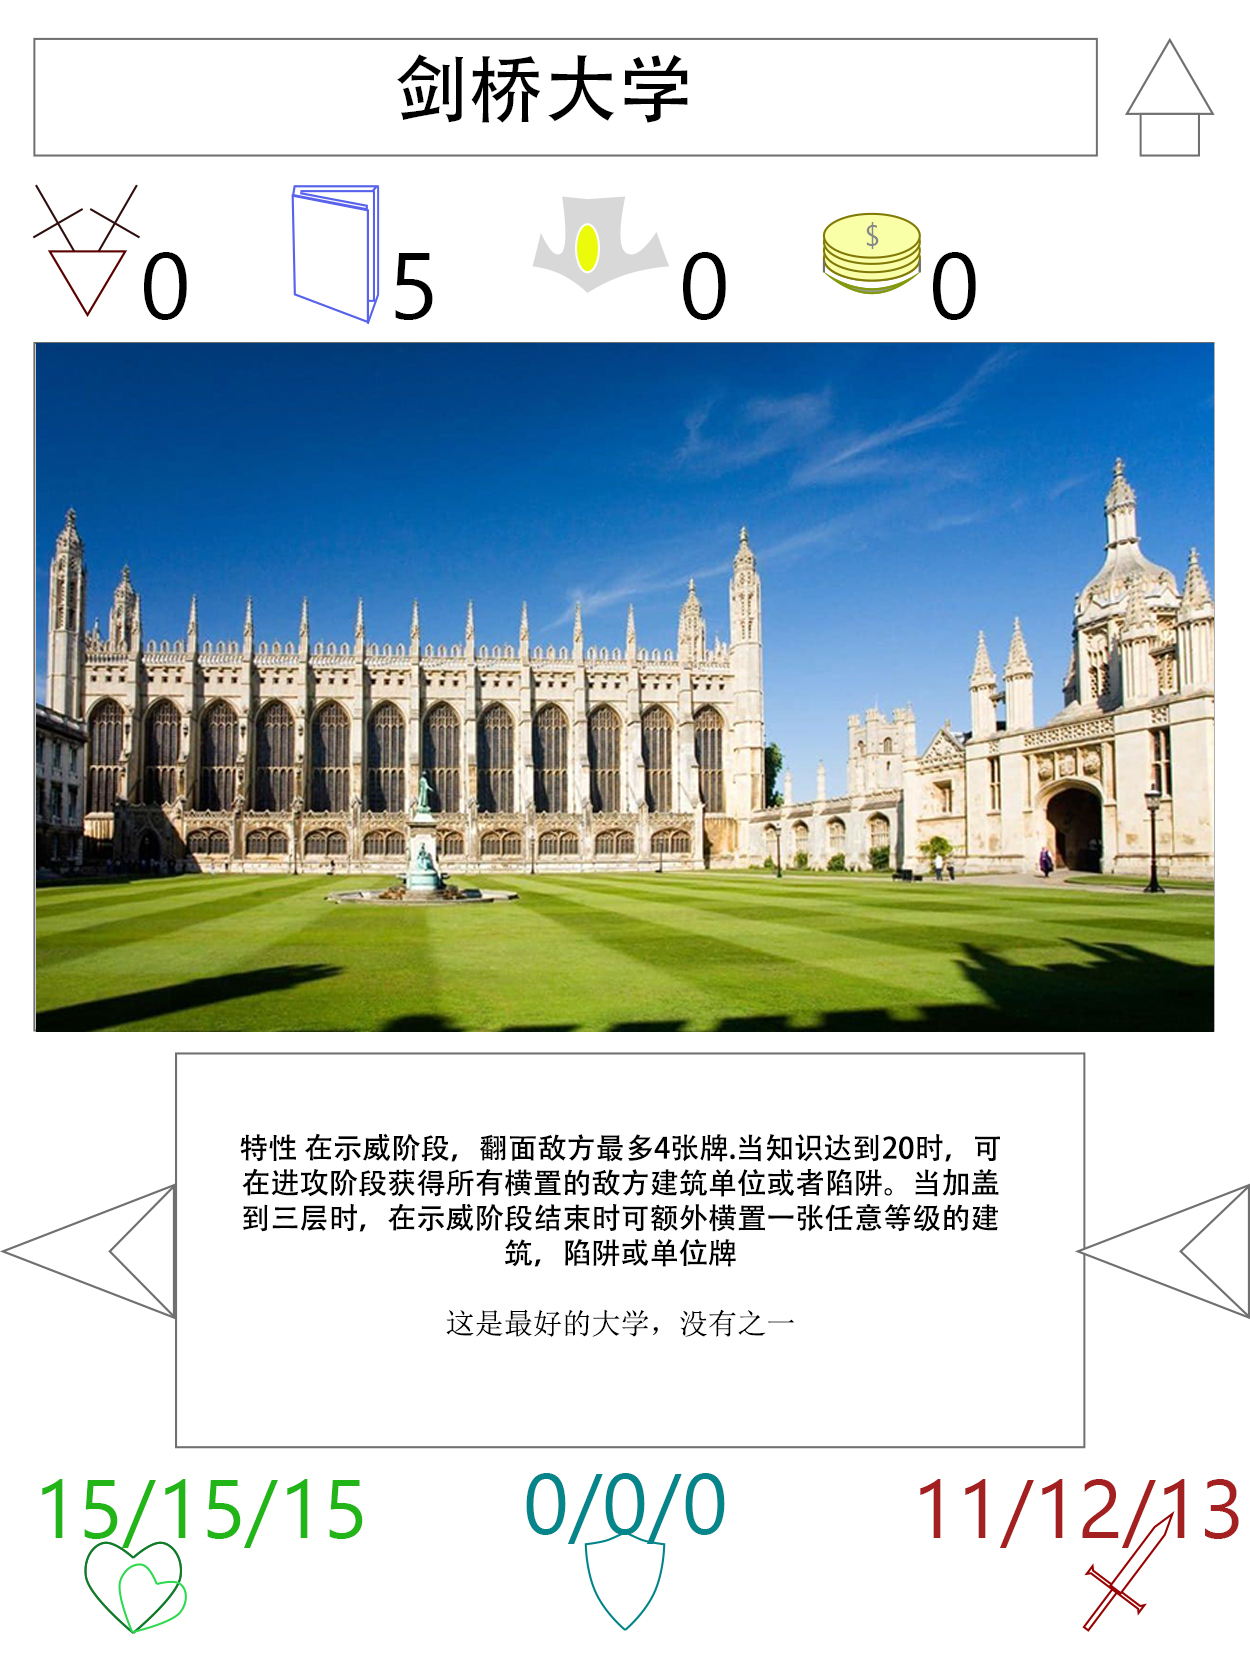 剑桥大学
0 5 0 $ 0
特性 在示威阶段，翻面敌方最多4张牌.当知识达到20时，可
在进攻阶段获得所有横置的敌方建筑单位或者陷阱。当加盖
到三层时，在示威阶段结束时可额外横置一张任意等级的建
筑，陷阱或单位牌
这是最好的大学，没有之一
15/15/15 0/0/0 11/12/13